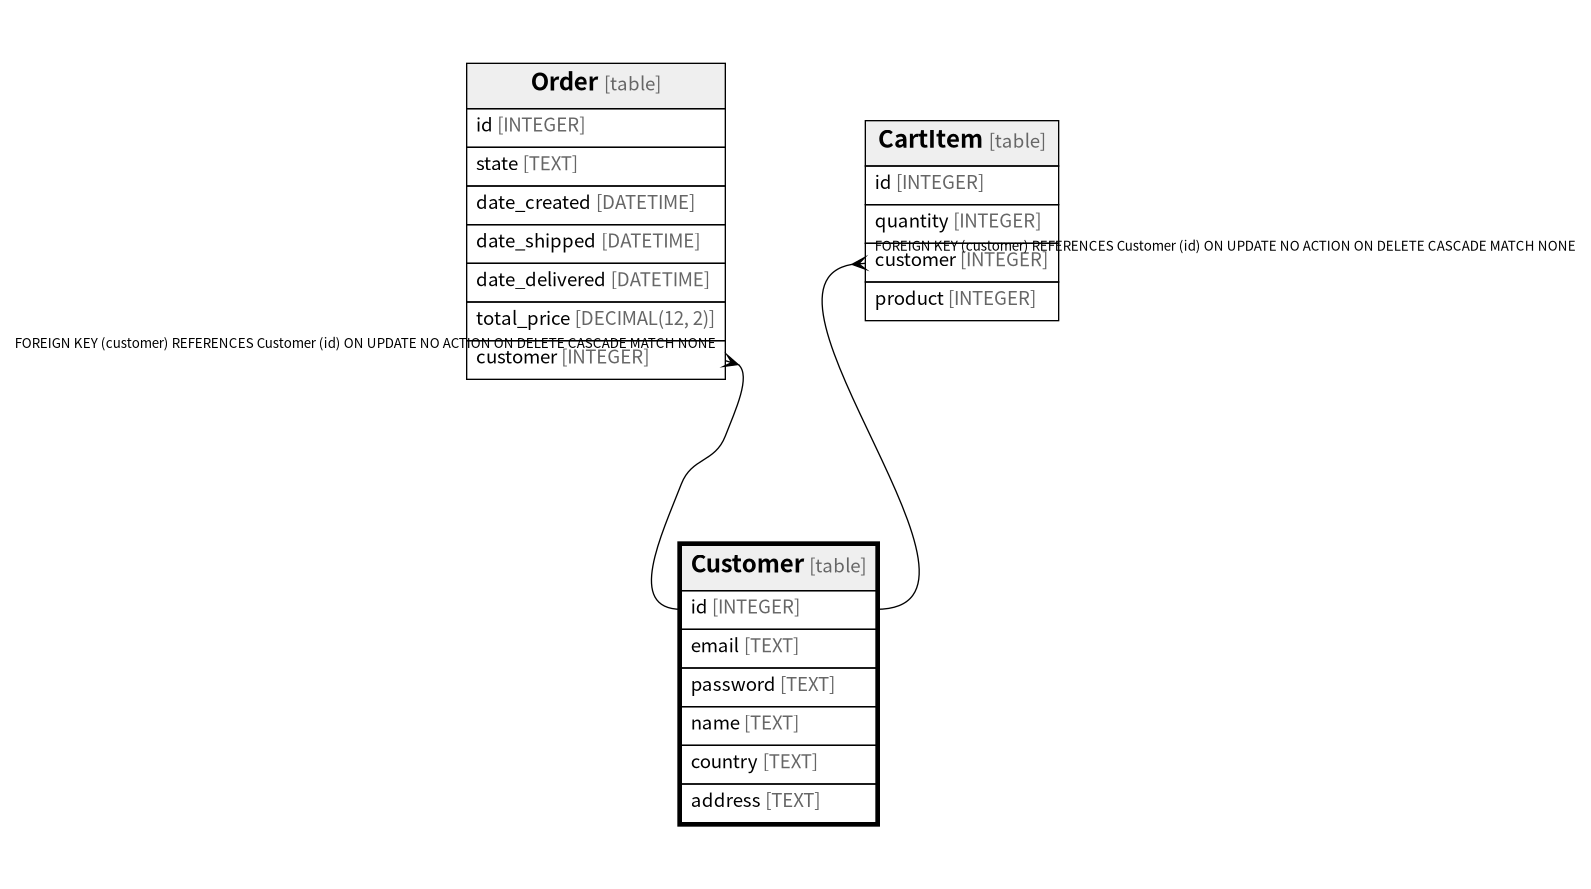 Order [table]
id [INTEGER]
state [TEXT]
date_created [DATETIME]
date_shipped [DATETIME]
date_delivered [DATETIME]
total_price [DECIMAL(12, 2)]
FOREIGN KEY (customer) REFERENCES Customer (id) ON UPDATE NO ACTION ON DELETE CASCADE MATCH NONE
customer [INTEGER]
CartItem [table]
id [INTEGER]
quantity [INTEGER]
FOREIGN KEY (customer) REFERENCES Customer (id) ON UPDATE NO ACTION ON DELETE CASCADE MATCH NONE
customer [INTEGER]
product [INTEGER]
Customer [table]
id [INTEGER]
email [TEXT]
password [TEXT]
name [TEXT]
country [TEXT]
address [TEXT]